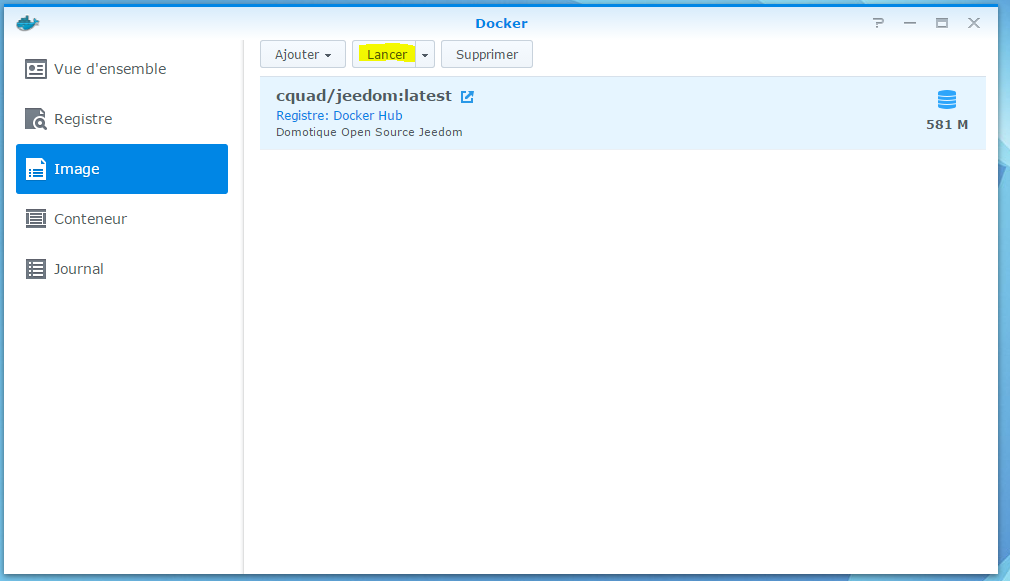 Docker
Vue d'ensemble
Registre
Image
Conteneur
Journal
Ajouter
Lancer
Supprimer
cquad/jeedom:latest
Registre: Docker Hub
Domotique Open Source Jeedom
581 M